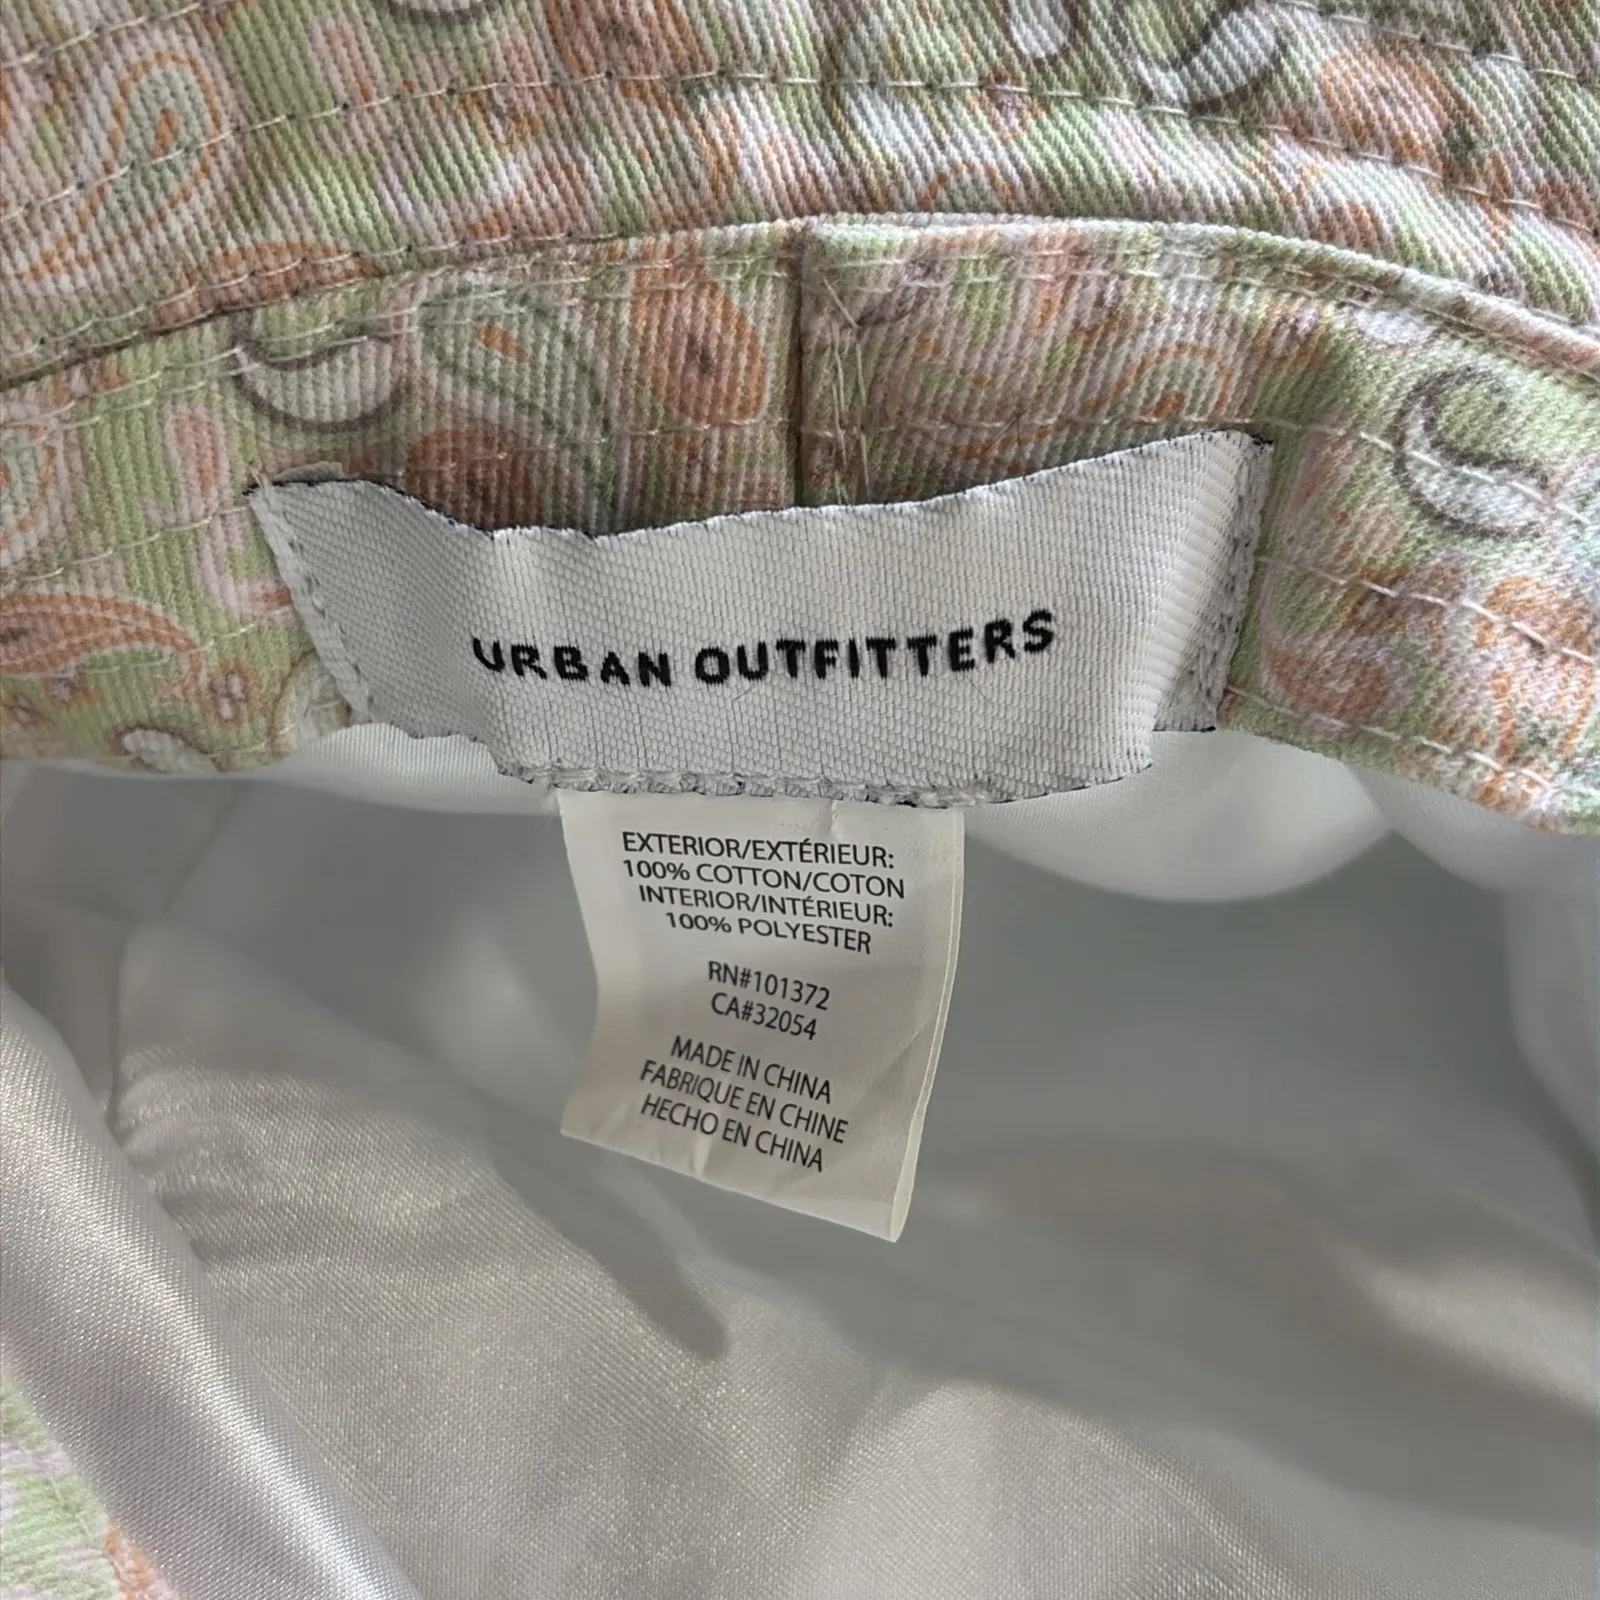 URBAN OUTFITTERS
EXTERIOR/EXTÉRIEUR:
100% COTTON/COTON
INTERIOR/INTÉRIEUR:
100% POLYESTER
RN#101372
CA#32054
MADE IN CHINA
FABRIQUE EN CHINE
HECHO EN CHINA